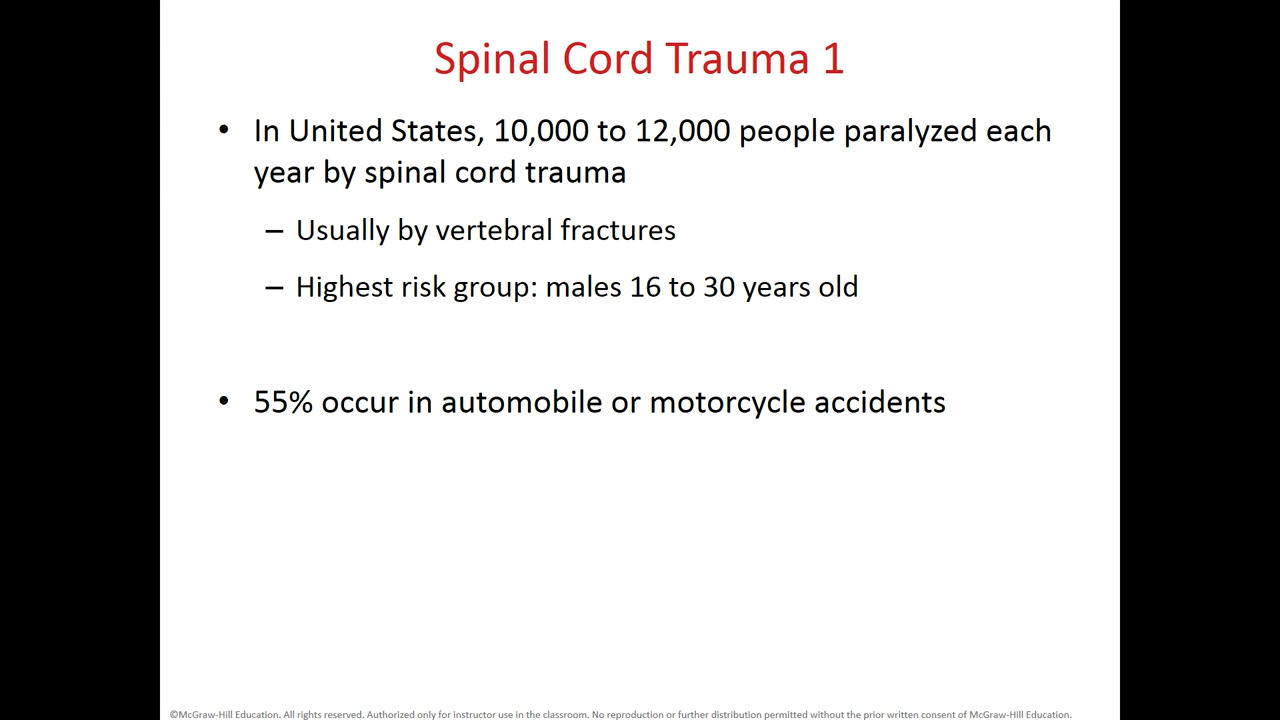 Spinal Cord Trauma 1
• In United States, 10,000 to 12,000 people paralyzed each
year by spinal cord trauma
– Usually by vertebral fractures
– Highest risk group: males 16 to 30 years old
• 55% occur in automobile or motorcycle accidents
©McGraw-Hill Education. All rights reserved. Authorized only for instructor use in the classroom. No reproduction or further distribution permitted without the prior written consent of McGraw-Hill Education.